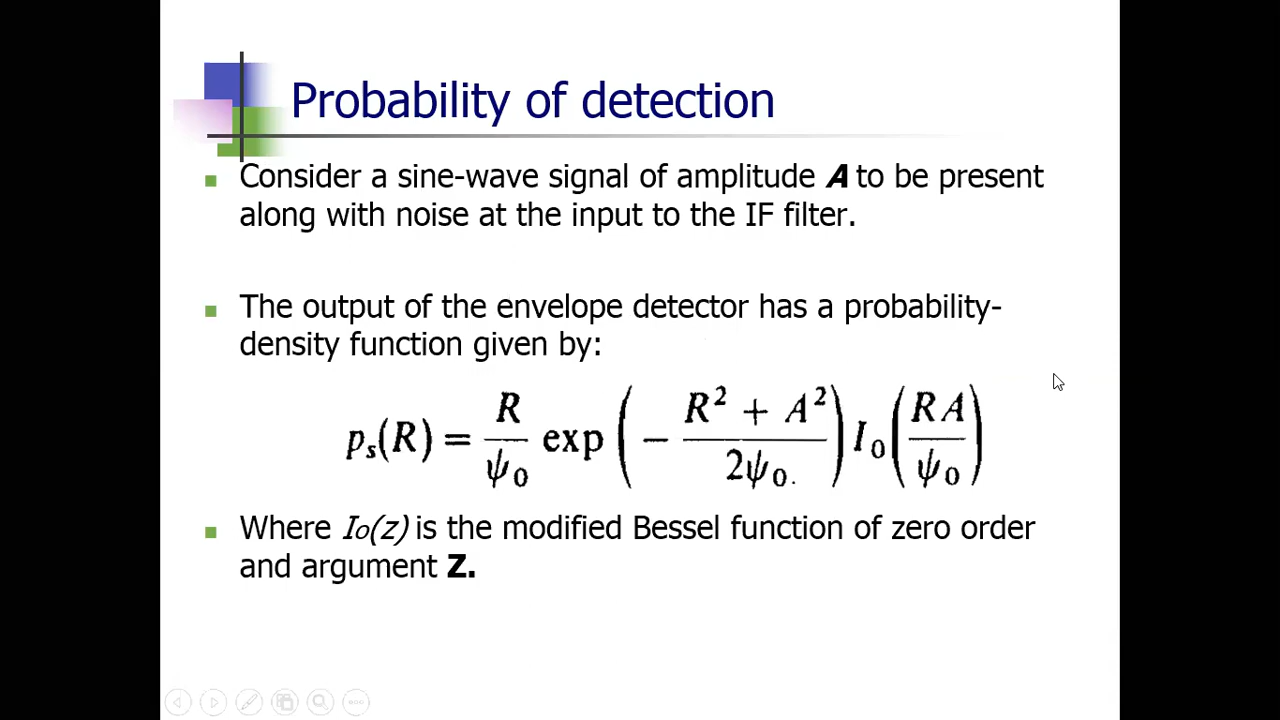 Probability of detection
Consider a sine-wave signal of amplitude A to be present
along with noise at the input to the IF filter.
The output of the envelope detector has a probability-
density function given by:
pₛ(R) = R/ψ₀ exp(− (R² + A²)/2ψ₀.) I₀(RA/ψ₀)
Where Io(z) is the modified Bessel function of zero order
and argument Z.